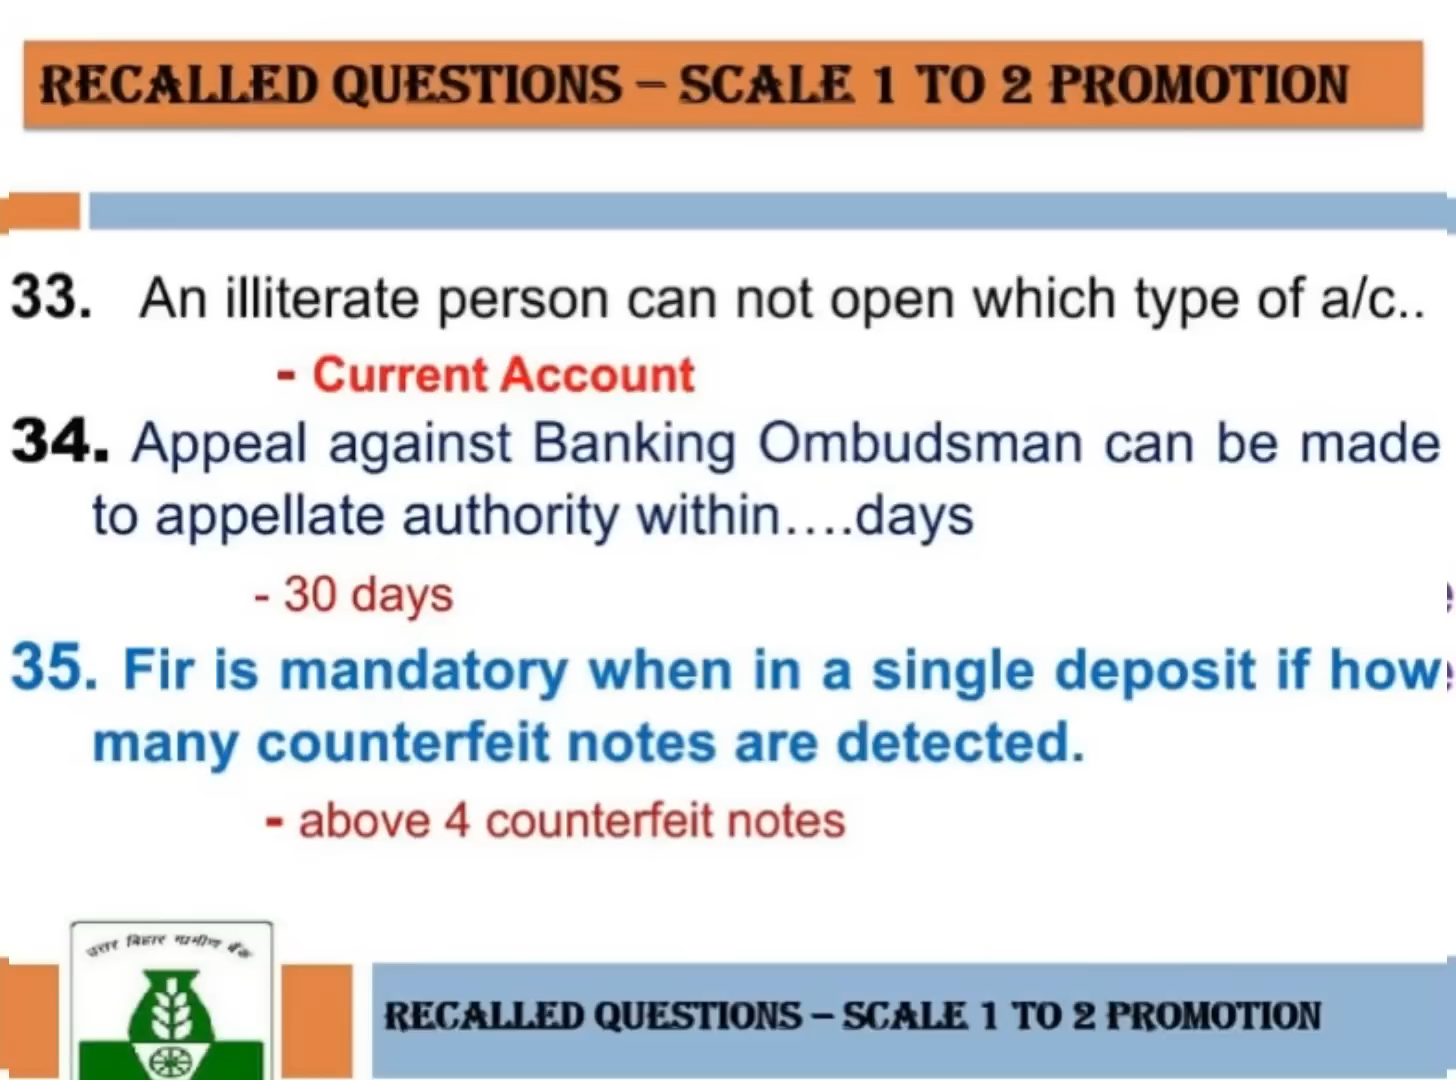 RECALLED QUESTIONS – SCALE 1 TO 2 PROMOTION
33. An illiterate person can not open which type of a/c..
- Current Account
34. Appeal against Banking Ombudsman can be made
to appellate authority within....days
- 30 days
35. Fir is mandatory when in a single deposit if how
many counterfeit notes are detected.
- above 4 counterfeit notes
उत्तर बिहार ग्रामीण बैंक
RECALLED QUESTIONS – SCALE 1 TO 2 PROMOTION